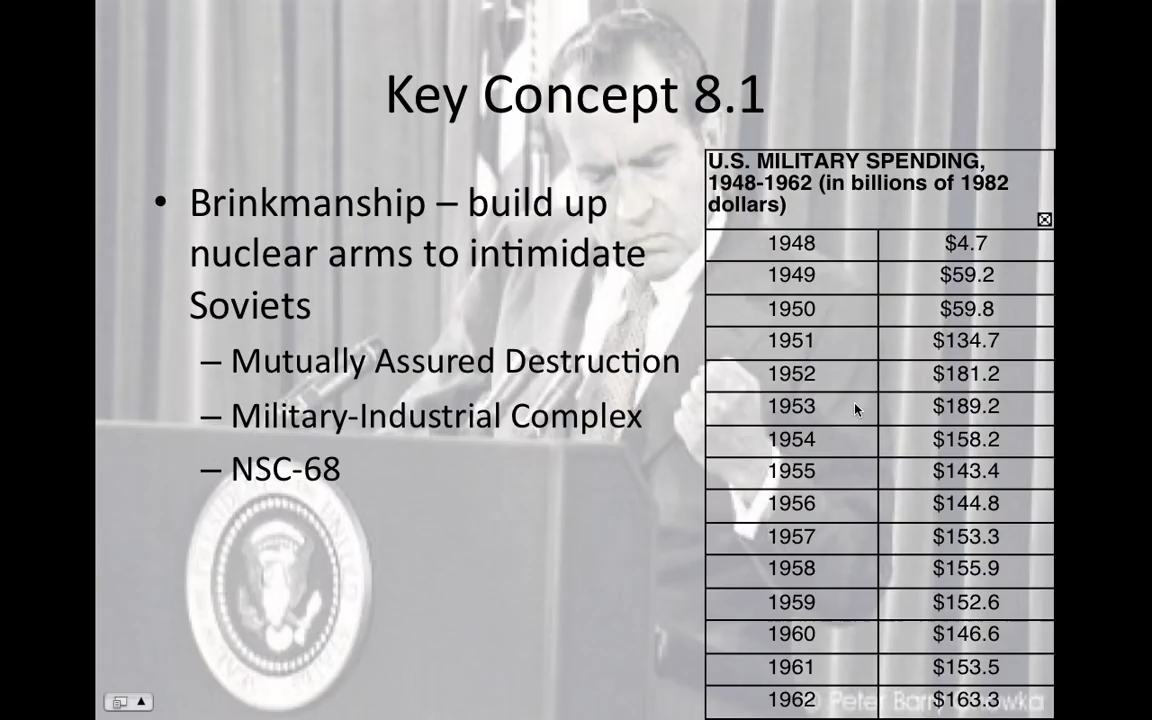 Key Concept 8.1
• Brinkmanship – build up
nuclear arms to intimidate
Soviets
– Mutually Assured Destruction
– Military-Industrial Complex
– NSC-68
U.S. MILITARY SPENDING,
1948-1962 (in billions of 1982
dollars)
1948 $4.7
1949 $59.2
1950 $59.8
1951 $134.7
1952 $181.2
1953 $189.2
1954 $158.2
1955 $143.4
1956 $144.8
1957 $153.3
1958 $155.9
1959 $152.6
1960 $146.6
1961 $153.5
1962 $163.3
© Peter Barry